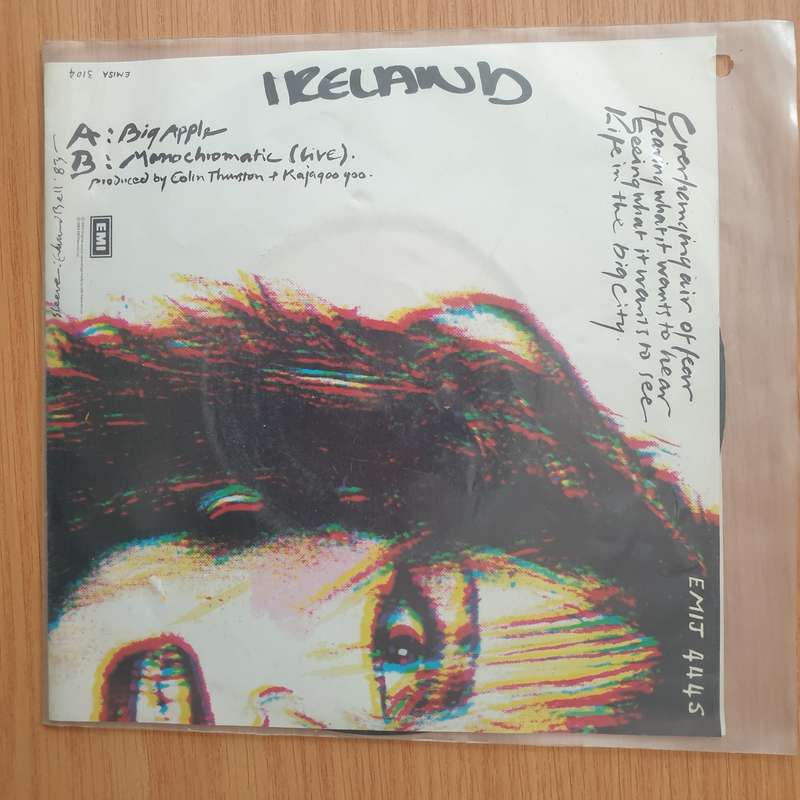 EMISA 3104
IRELAND
A: Big Apple
B: Monochromatic (live).
produced by Colin Thurston + Kajagoogoo.
EMI
sleeve: Edward Bell '83 —
Overhanging air of fear
Hearing what it wants to hear
Seeing what it wants to see
Life in the big city.
EMIJ 4445